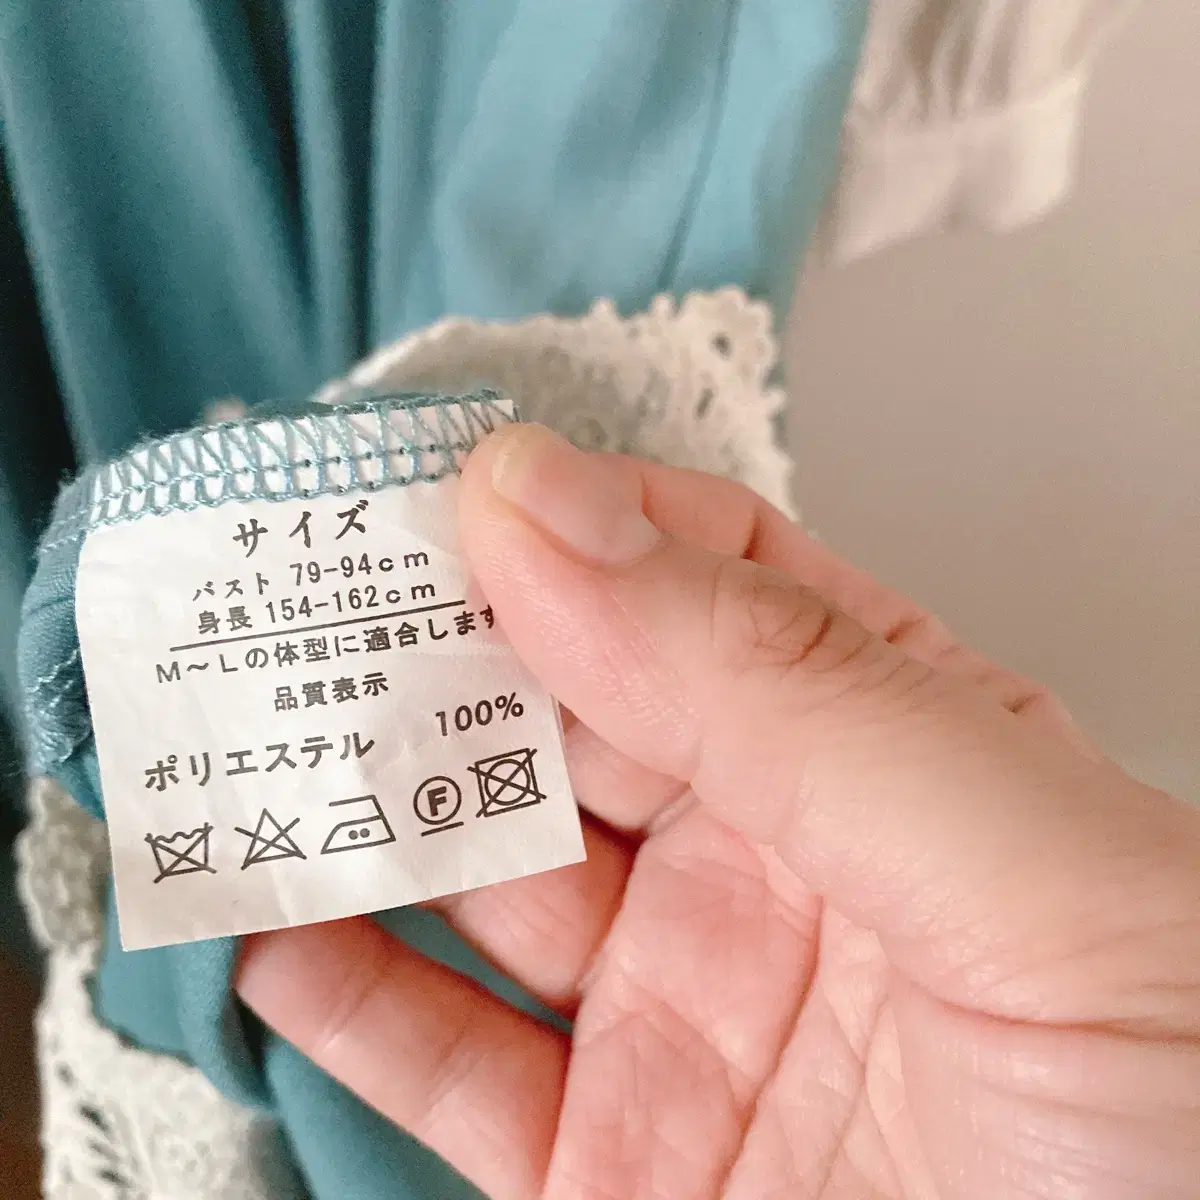 サイズ
バスト 79-94cm
身長 154-162cm
M～Lの体型に適合します
品質表示
ポリエステル 100%
F